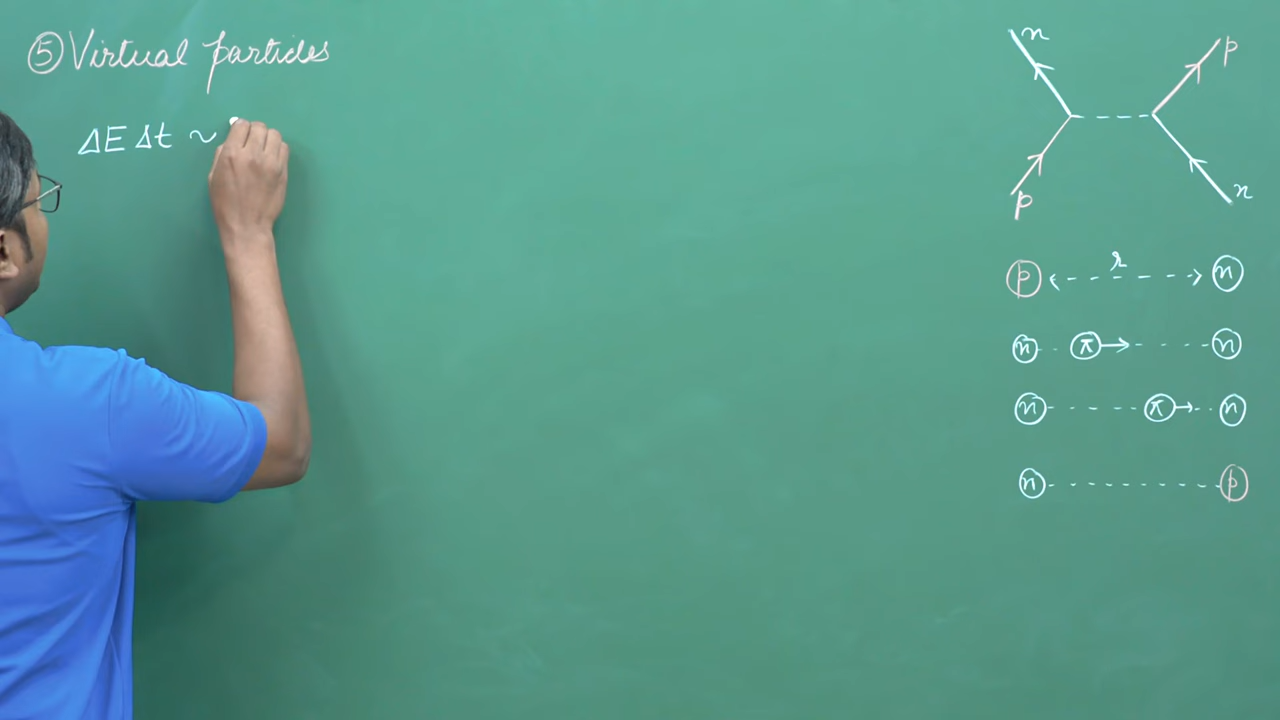 ⑤ Virtual particles
ΔE Δt ~
n p
p n
p r n
n π n
n π n
n p